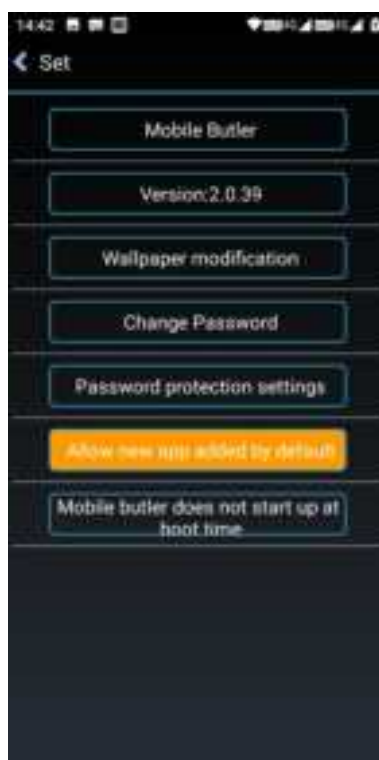 14:42
Set
Mobile Butler
Version:2.0.39
Wallpaper modification
Change Password
Password protection settings
Allow new app added by default
Mobile butler does not start up at
boot time